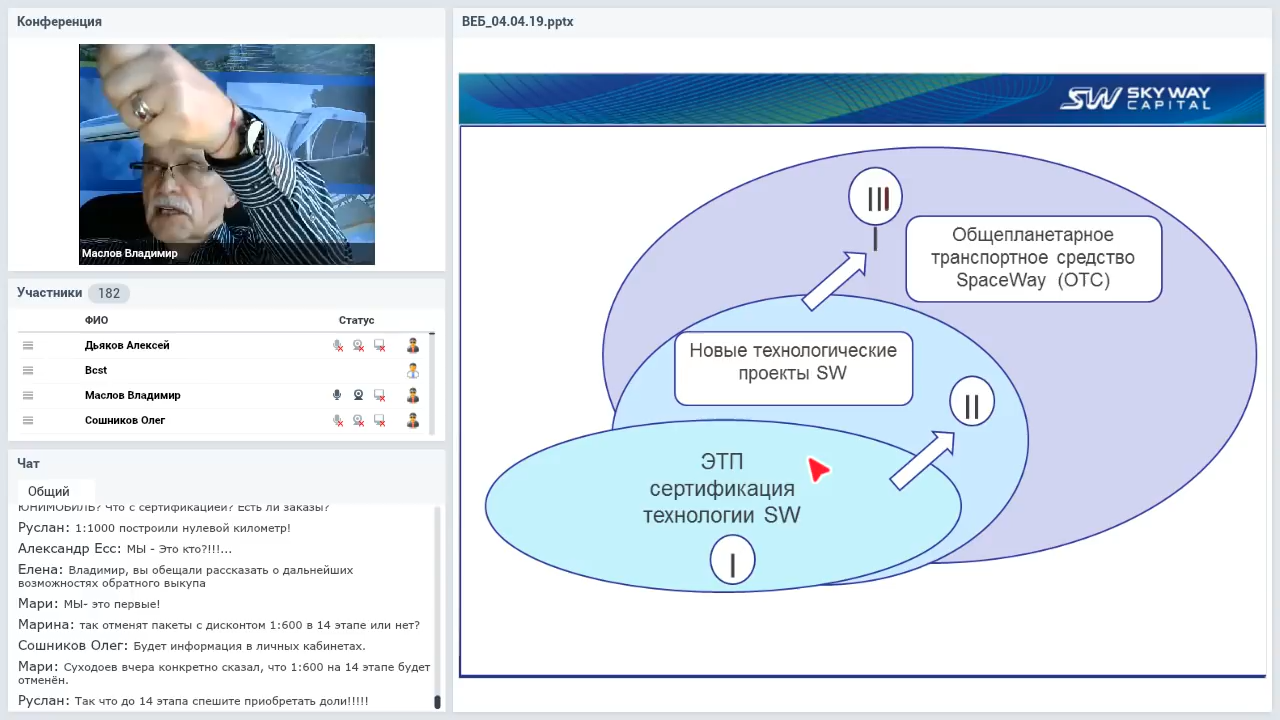 Конференция
Маслов Владимир
Участники 182
ФИО Статус
Дьяков Алексей
Bcst
Маслов Владимир
Сошников Олег
Чат
Общий
ЮНИМОБИЛЬ? Что с сертификацией? Есть ли заказы?
Руслан: 1:1000 построили нулевой километр!
Александр Есс: МЫ - Это кто?!!!...
Елена: Владимир, вы обещали рассказать о дальнейших
возможностях обратного выкупа
Мари: МЫ- это первые!
Марина: так отменят пакеты с дисконтом 1:600 в 14 этапе или нет?
Сошников Олег: Будет информация в личных кабинетах.
Мари: Суходоев вчера конкретно сказал, что 1:600 на 14 этапе будет
отменён.
Руслан: Так что до 14 этапа спешите приобретать доли!!!!!
ВЕБ_04.04.19.pptx
SW SKY WAY
CAPITAL
III
I
Общепланетарное
транспортное средство
SpaceWay (ОТС)
Новые технологические
проекты SW
II
ЭТП
сертификация
технологии SW
I